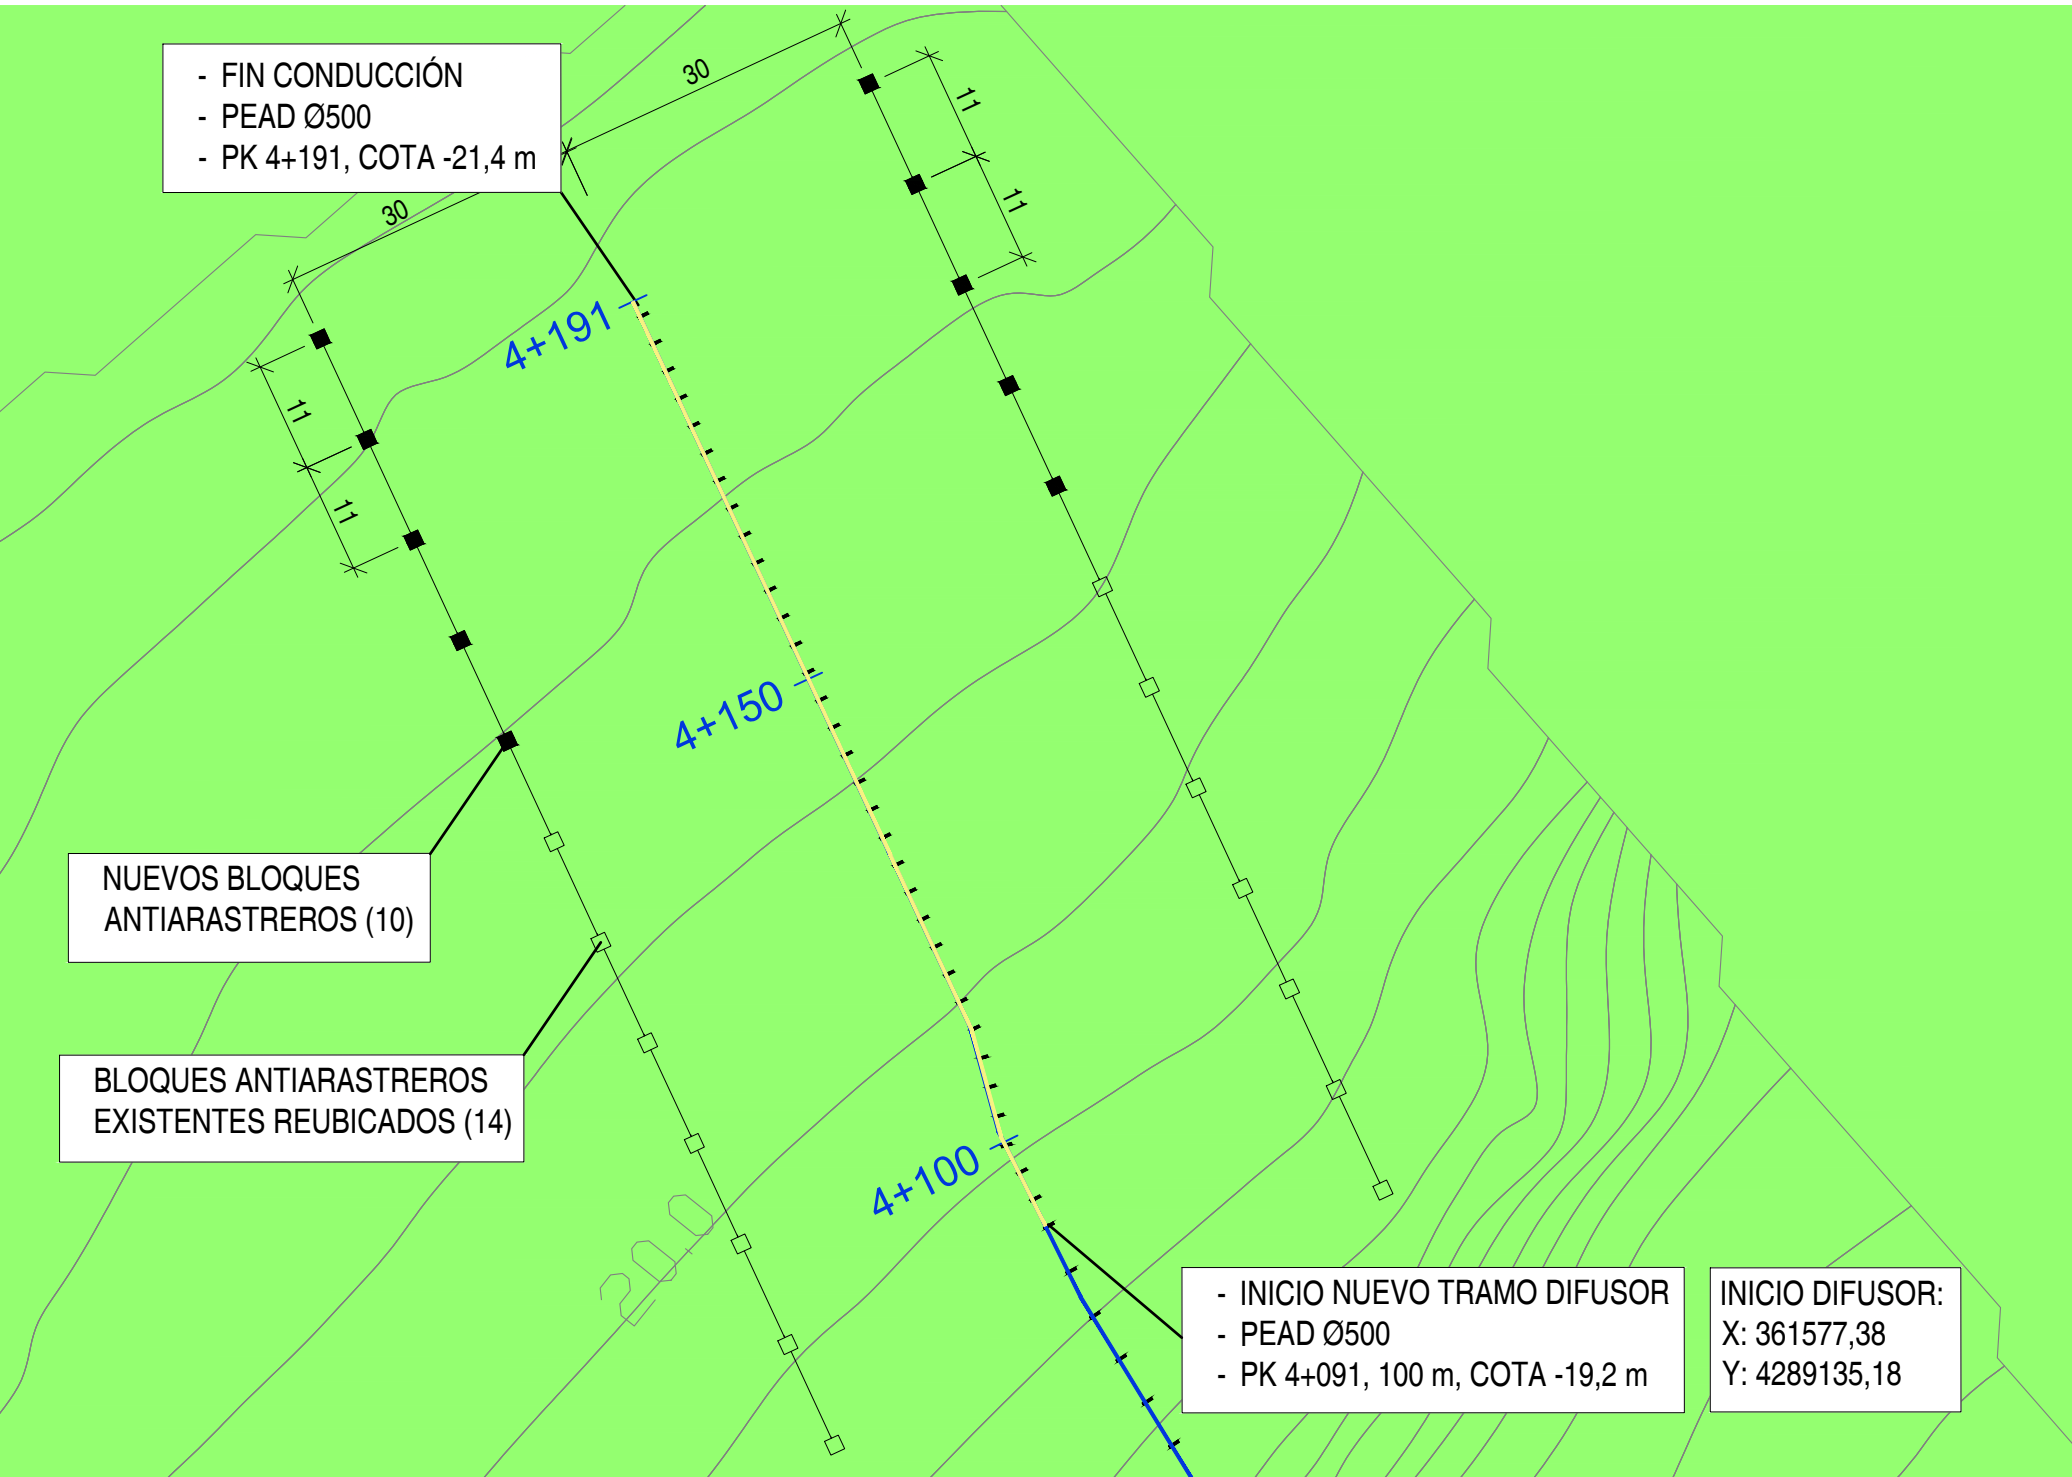 - FIN CONDUCCIÓN
- PEAD Ø500
- PK 4+191, COTA -21,4 m
30
30
11
11
11
11
4+191
4+150
4+100
NUEVOS BLOQUES
ANTIARASTREROS (10)
BLOQUES ANTIARASTREROS
EXISTENTES REUBICADOS (14)
20.0
- INICIO NUEVO TRAMO DIFUSOR
- PEAD Ø500
- PK 4+091, 100 m, COTA -19,2 m
INICIO DIFUSOR:
X: 361577,38
Y: 4289135,18